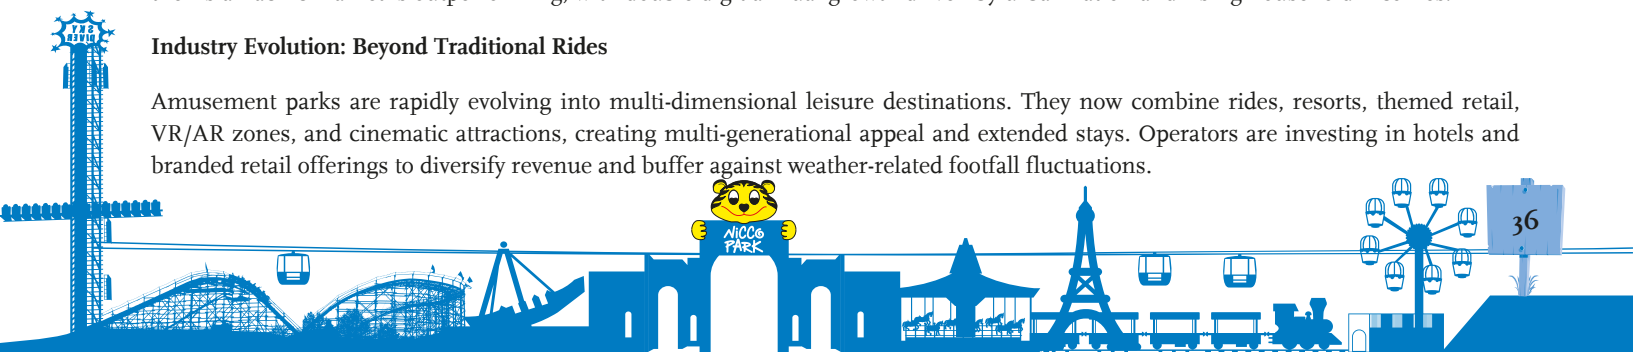 SKY
DIVER
Industry Evolution: Beyond Traditional Rides
Amusement parks are rapidly evolving into multi-dimensional leisure destinations. They now combine rides, resorts, themed retail,
VR/AR zones, and cinematic attractions, creating multi-generational appeal and extended stays. Operators are investing in hotels and
branded retail offerings to diversify revenue and buffer against weather-related footfall fluctuations.
NICCO
PARK
36